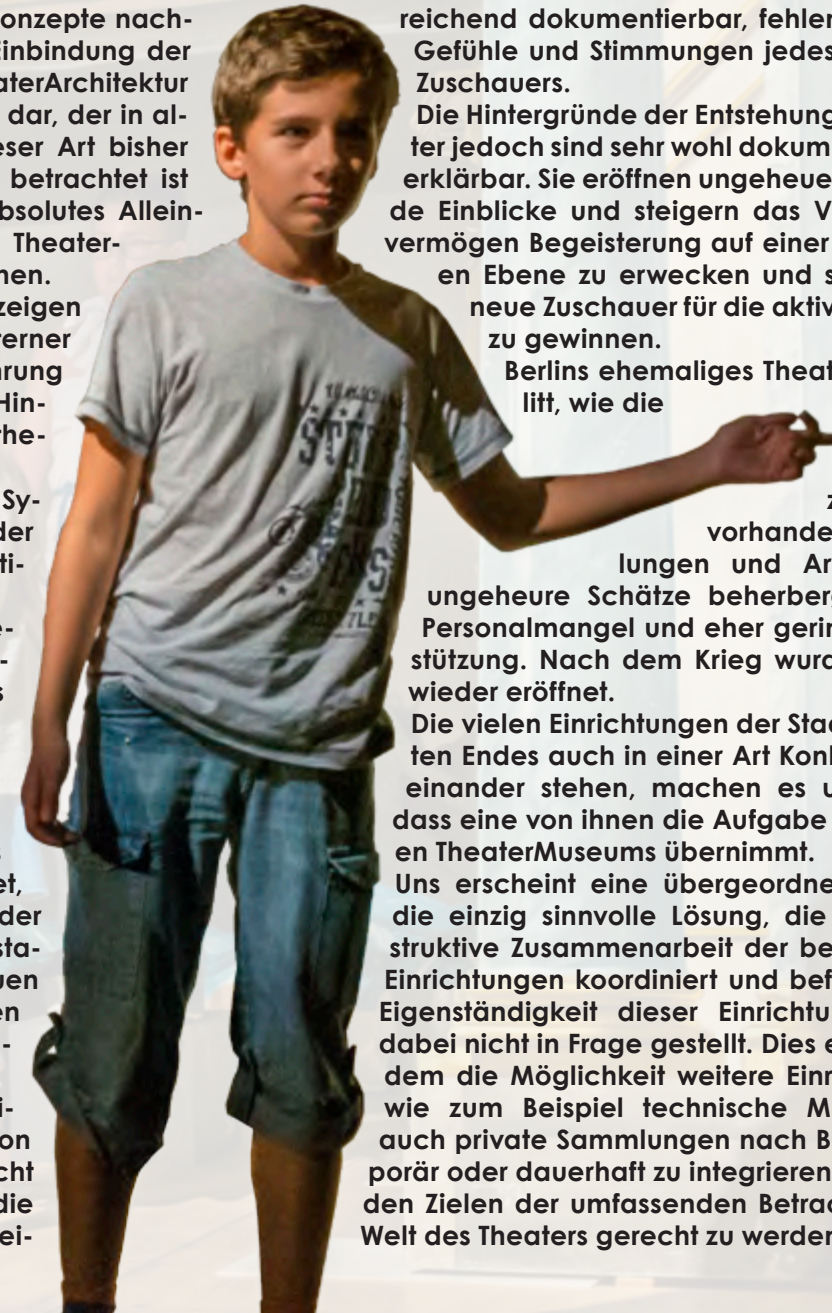 onzepte nach-
Einbindung der
aterArchitektur
dar, der in al-
eser Art bisher
betrachtet ist
bsolutes Allein-
Theater-
nen.
zeigen
terner
hrung
Hin-
the-
Sy-
der
ti-
e-
-
s
et,
der
sta-
uen
en
-
i-
on
cht
die
ei-
reichend dokumentierbar, fehlen
Gefühle und Stimmungen jedes
Zuschauers.
Die Hintergründe der Entstehung
ter jedoch sind sehr wohl dokum
erklärbar. Sie eröffnen ungeheue
de Einblicke und steigern das V
vermögen Begeisterung auf einer
en Ebene zu erwecken und s
neue Zuschauer für die aktiv
zu gewinnen.
Berlins ehemaliges Theat
litt, wie die
z
vorhande
lungen und Ar
ungeheure Schätze beherberg
Personalmangel und eher gerin
stützung. Nach dem Krieg wurd
wieder eröffnet.
Die vielen Einrichtungen der Stad
ten Endes auch in einer Art Konk
einander stehen, machen es u
dass eine von ihnen die Aufgabe
en TheaterMuseums übernimmt.
Uns erscheint eine übergeordne
die einzig sinnvolle Lösung, die
struktive Zusammenarbeit der be
Einrichtungen koordiniert und bef
Eigenständigkeit dieser Einrichtu
dabei nicht in Frage gestellt. Dies e
dem die Möglichkeit weitere Einr
wie zum Beispiel technische M
auch private Sammlungen nach B
porär oder dauerhaft zu integrieren
den Zielen der umfassenden Betrac
Welt des Theaters gerecht zu werden